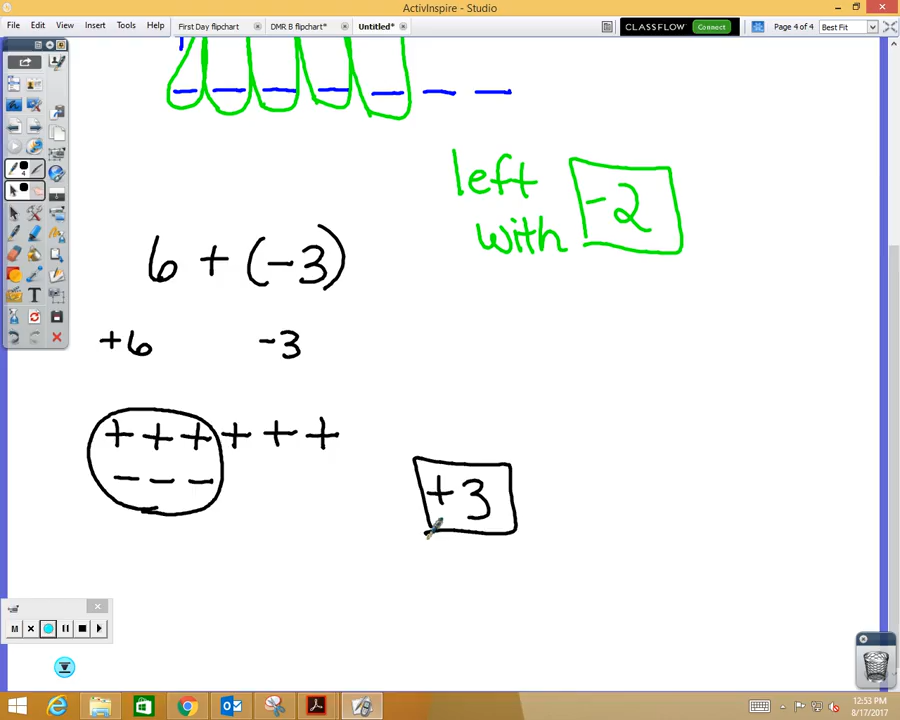 ActivInspire - Studio
File Edit View Insert Tools Help First Day flipchart DMR B flipchart* Untitled* CLASSFLOW Connect Page 4 of 4 Best Fit
4
left
with -2
6 + (-3)
+6 -3
+ + + + + +
- - -
+3
M
12:53 PM
8/17/2017